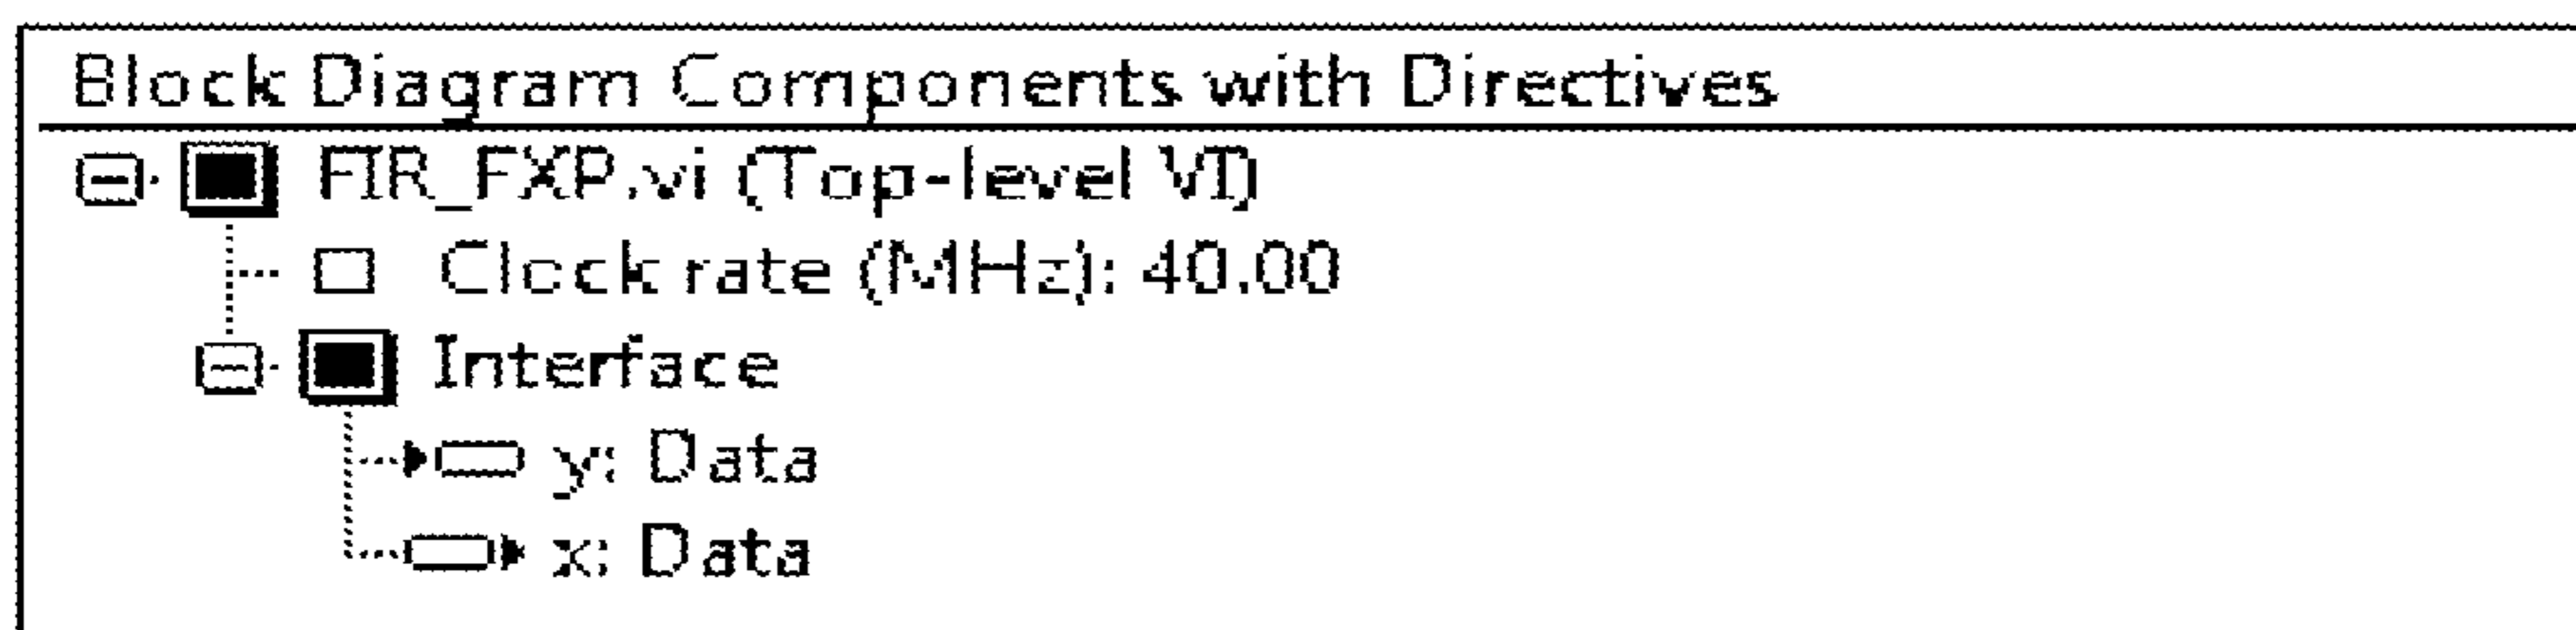 Block Diagram Components with Directives
FIR_FXP.vi (Top-level VI)
Clock rate (MHz): 40.00
Interface
y: Data
x: Data